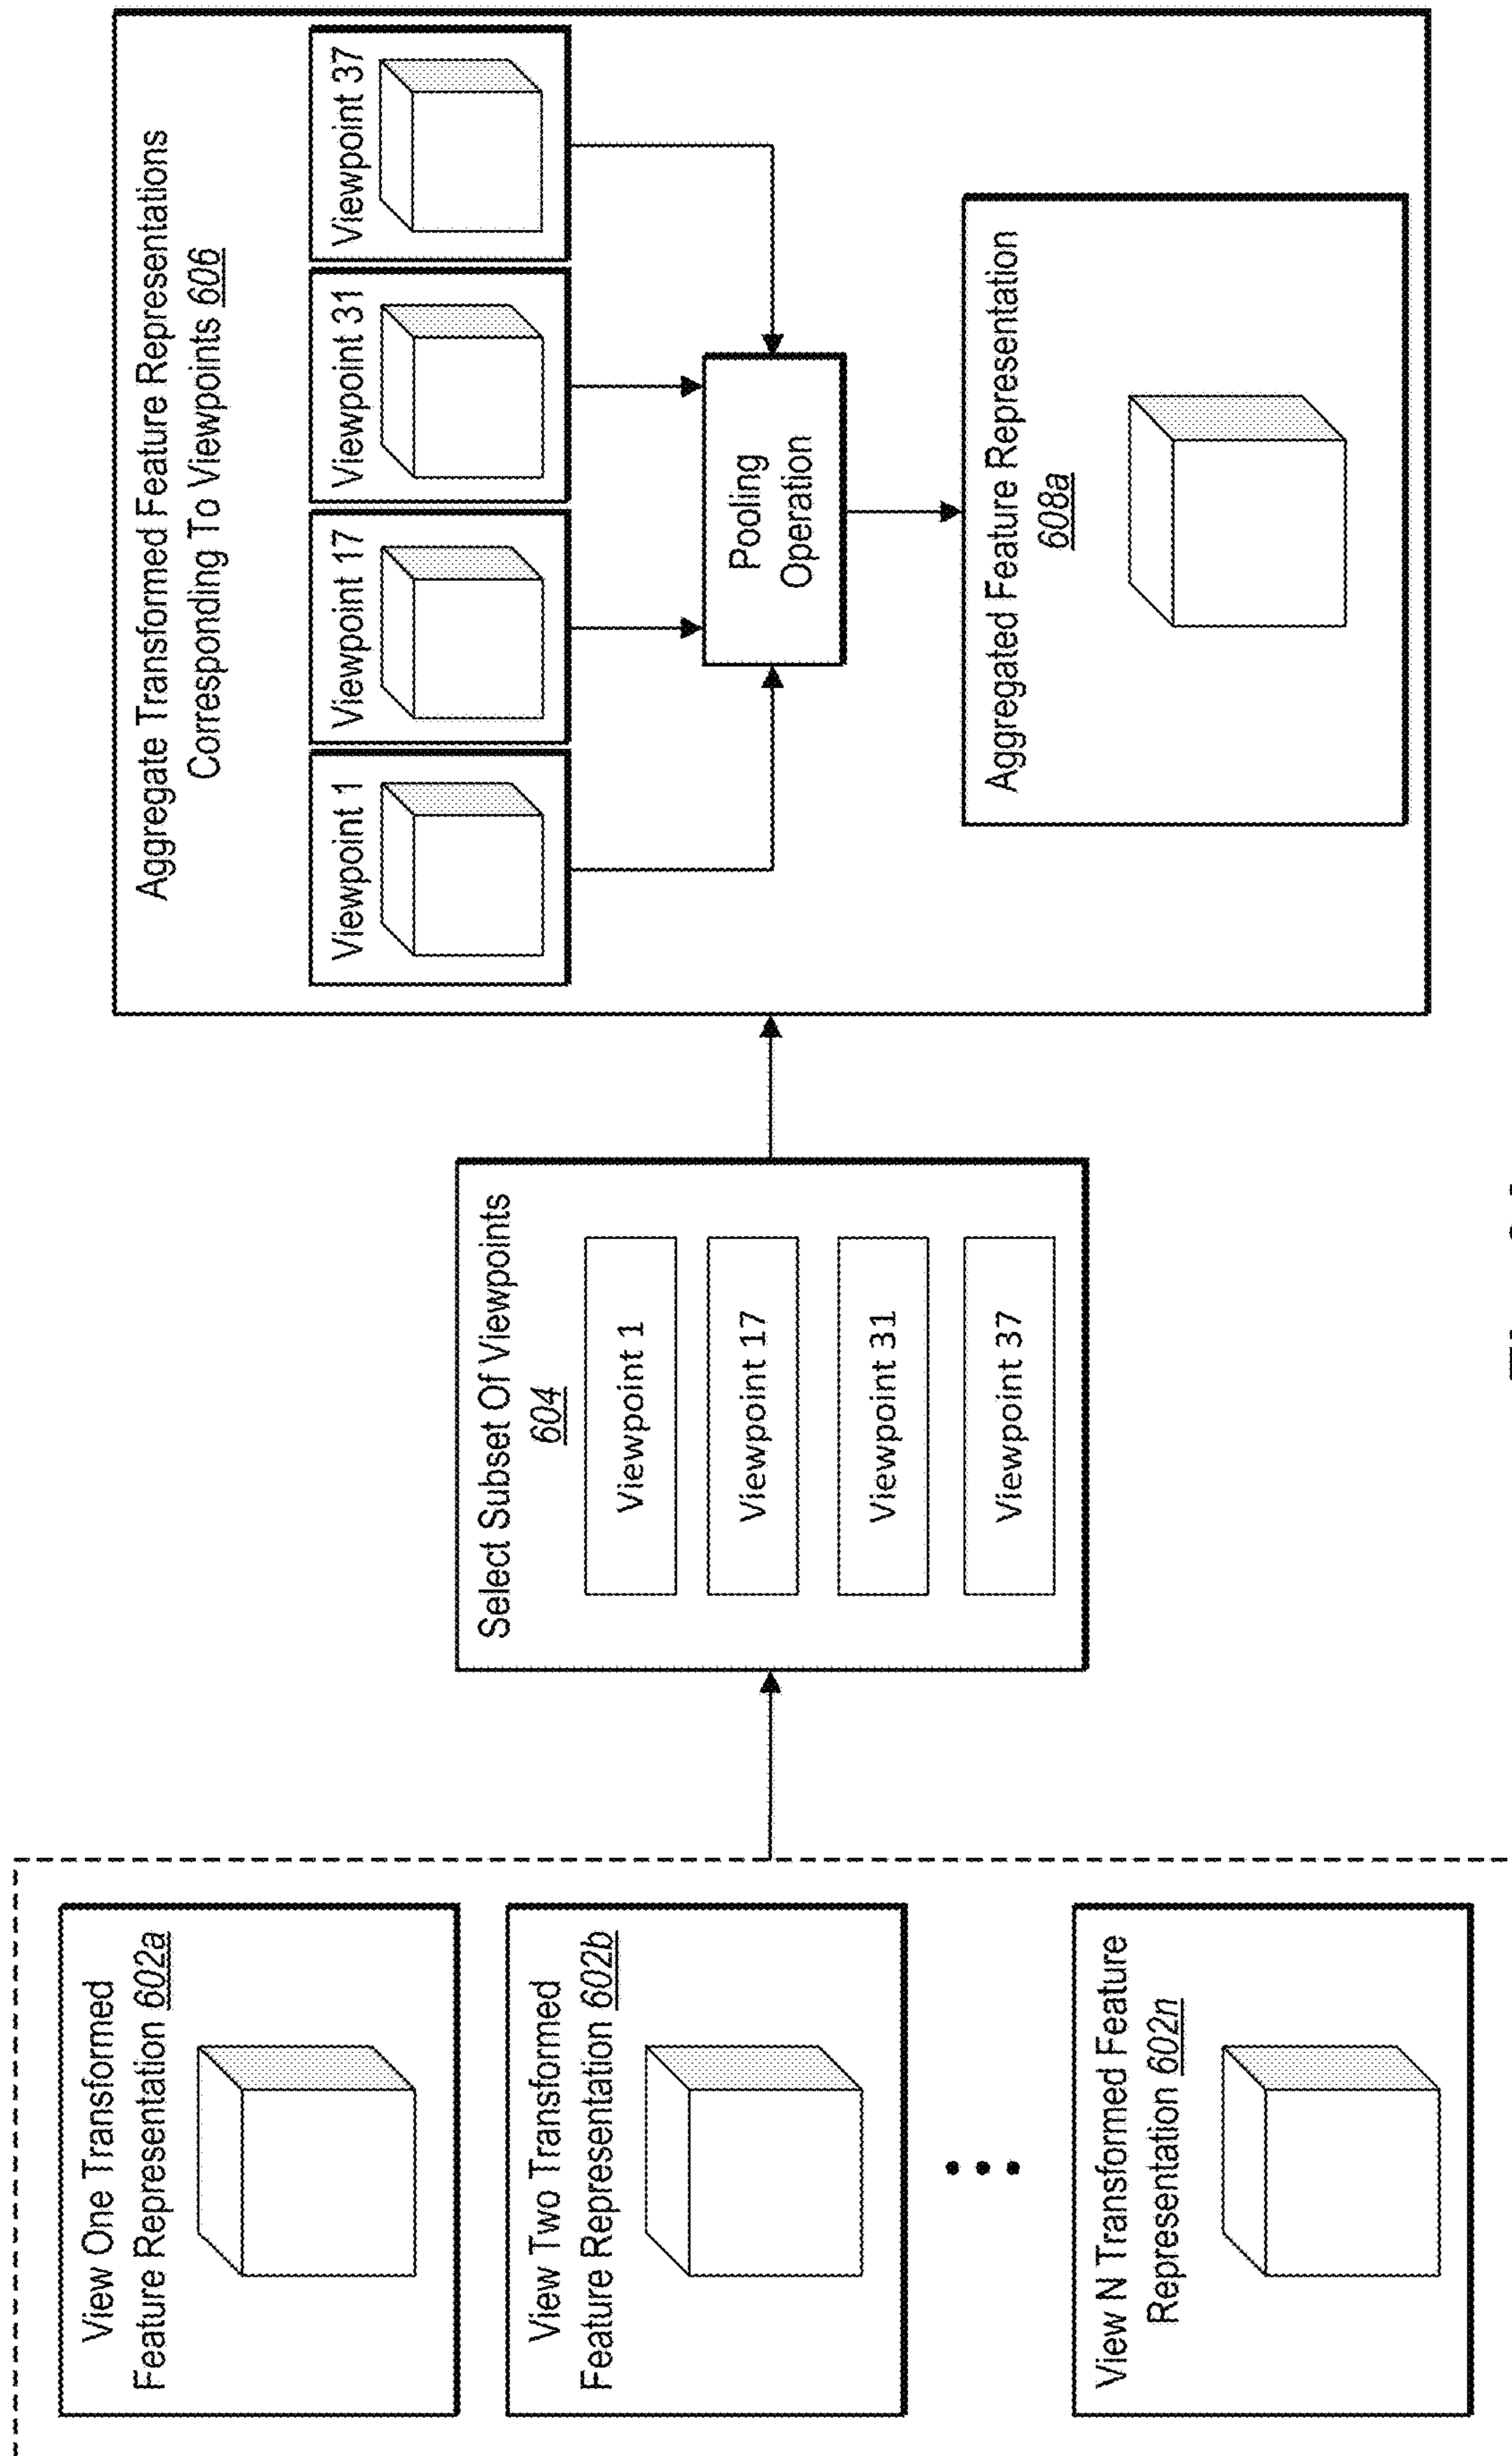 View One Transformed
Feature Representation 602a
View Two Transformed
Feature Representation 602b
View N Transformed Feature
Representation 602n
Select Subset Of Viewpoints
604
Viewpoint 1
Viewpoint 17
Viewpoint 31
Viewpoint 37
Aggregate Transformed Feature Representations
Corresponding To Viewpoints 606
Viewpoint 1
Viewpoint 17
Viewpoint 31
Viewpoint 37
Pooling
Operation
Aggregated Feature Representation
608a